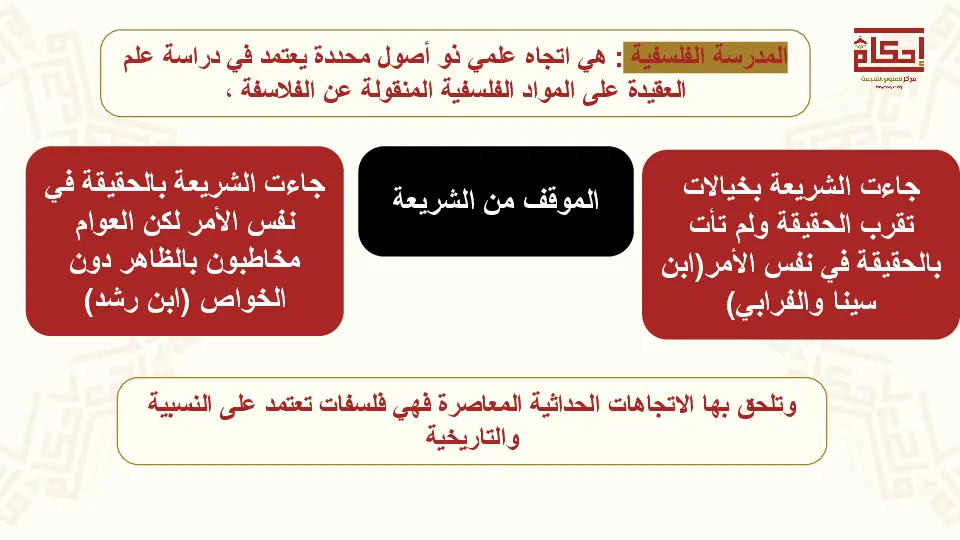 إحكام
مركز للعلوم الشرعية
المدرسة الفلسفية : هي اتجاه علمي ذو أصول محددة يعتمد في دراسة علم
العقيدة على المواد الفلسفية المنقولة عن الفلاسفة ،
جاءت الشريعة بخيالات
تقرب الحقيقة ولم تأت
بالحقيقة في نفس الأمر(ابن
سينا والفرابي)
الموقف من الشريعة
جاءت الشريعة بالحقيقة في
نفس الأمر لكن العوام
مخاطبون بالظاهر دون
الخواص (ابن رشد)
وتلحق بها الاتجاهات الحداثية المعاصرة فهي فلسفات تعتمد على النسبية
والتاريخية